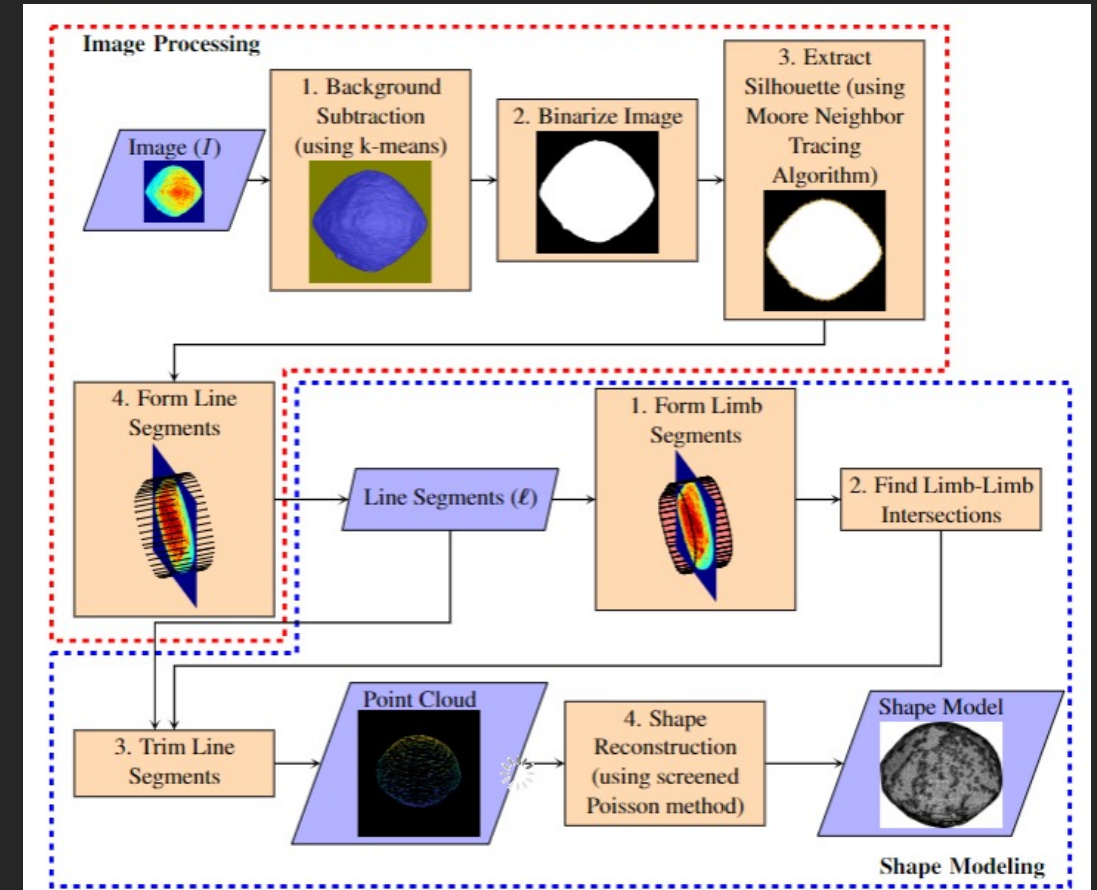 Image Processing
Image (I)
1. Background
Subtraction
(using k-means)
2. Binarize Image
3. Extract
Silhouette (using
Moore Neighbor
Tracing
Algorithm)
4. Form Line
Segments
Line Segments (ℓ)
1. Form Limb
Segments
2. Find Limb-Limb
Intersections
3. Trim Line
Segments
Point Cloud
4. Shape
Reconstruction
(using screened
Poisson method)
Shape Model
Shape Modeling